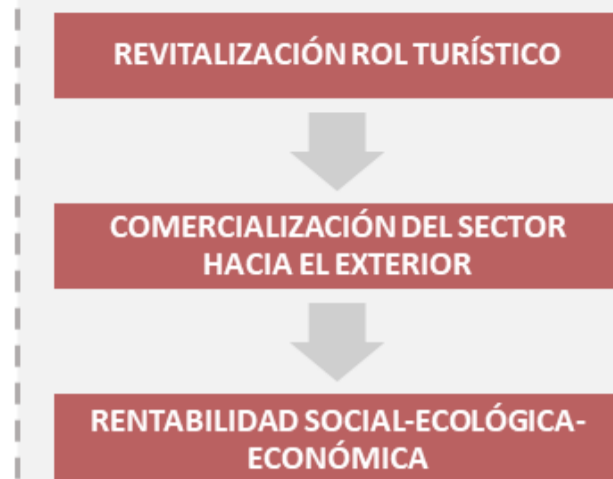 REVITALIZACIÓN ROL TURÍSTICO
COMERCIALIZACIÓN DEL SECTOR
HACIA EL EXTERIOR
RENTABILIDAD SOCIAL-ECOLÓGICA-
ECONÓMICA